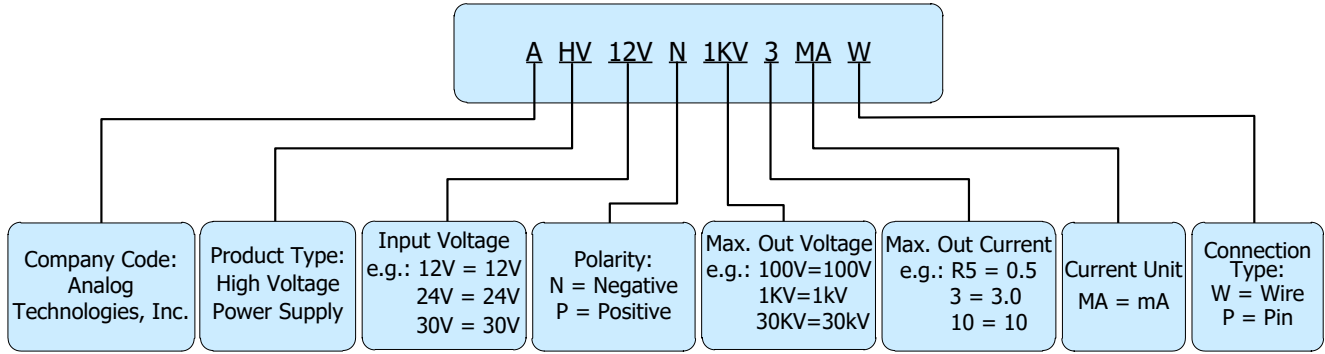 A HV 12V N 1KV 3 MA W
Company Code:
Analog
Technologies, Inc.
Product Type:
High Voltage
Power Supply
Input Voltage
e.g.: 12V = 12V
24V = 24V
30V = 30V
Polarity:
N = Negative
P = Positive
Max. Out Voltage
e.g.: 100V=100V
1KV=1kV
30KV=30kV
Max. Out Current
e.g.: R5 = 0.5
3 = 3.0
10 = 10
Current Unit
MA = mA
Connection
Type:
W = Wire
P = Pin